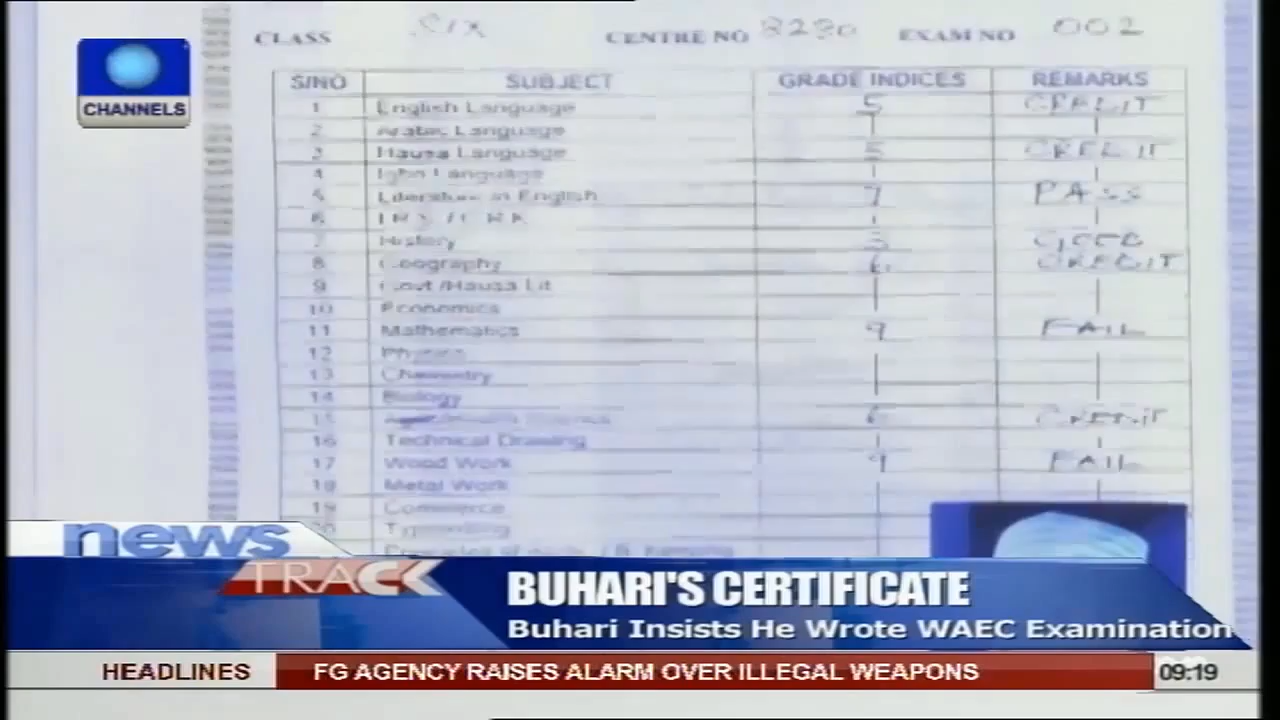 CLASS SIX CENTRE NO 8280 EXAM NO 002
CHANNELS
S/NO SUBJECT GRADE INDICES REMARKS
1 English Language 5 CREDIT
2 Arabic Language
3 Hausa Language 5 CREDIT
4 Igbo Language
5 Literature in English 7 PASS
6
7 History 3 GOOD
8 Geography 6 CREDIT
9 Govt /Hausa Lit
10 Economics
11 Mathematics 9 FAIL
12 Physics
13 Chemistry
14 Biology
15 6 CREDIT
16 Technical Drawing
17 Wood Work 9 FAIL
18 Metal Work
19 Commerce
20 Typewriting
news
TRACK
BUHARI'S CERTIFICATE
Buhari Insists He Wrote WAEC Examination
HEADLINES FG AGENCY RAISES ALARM OVER ILLEGAL WEAPONS 09:19